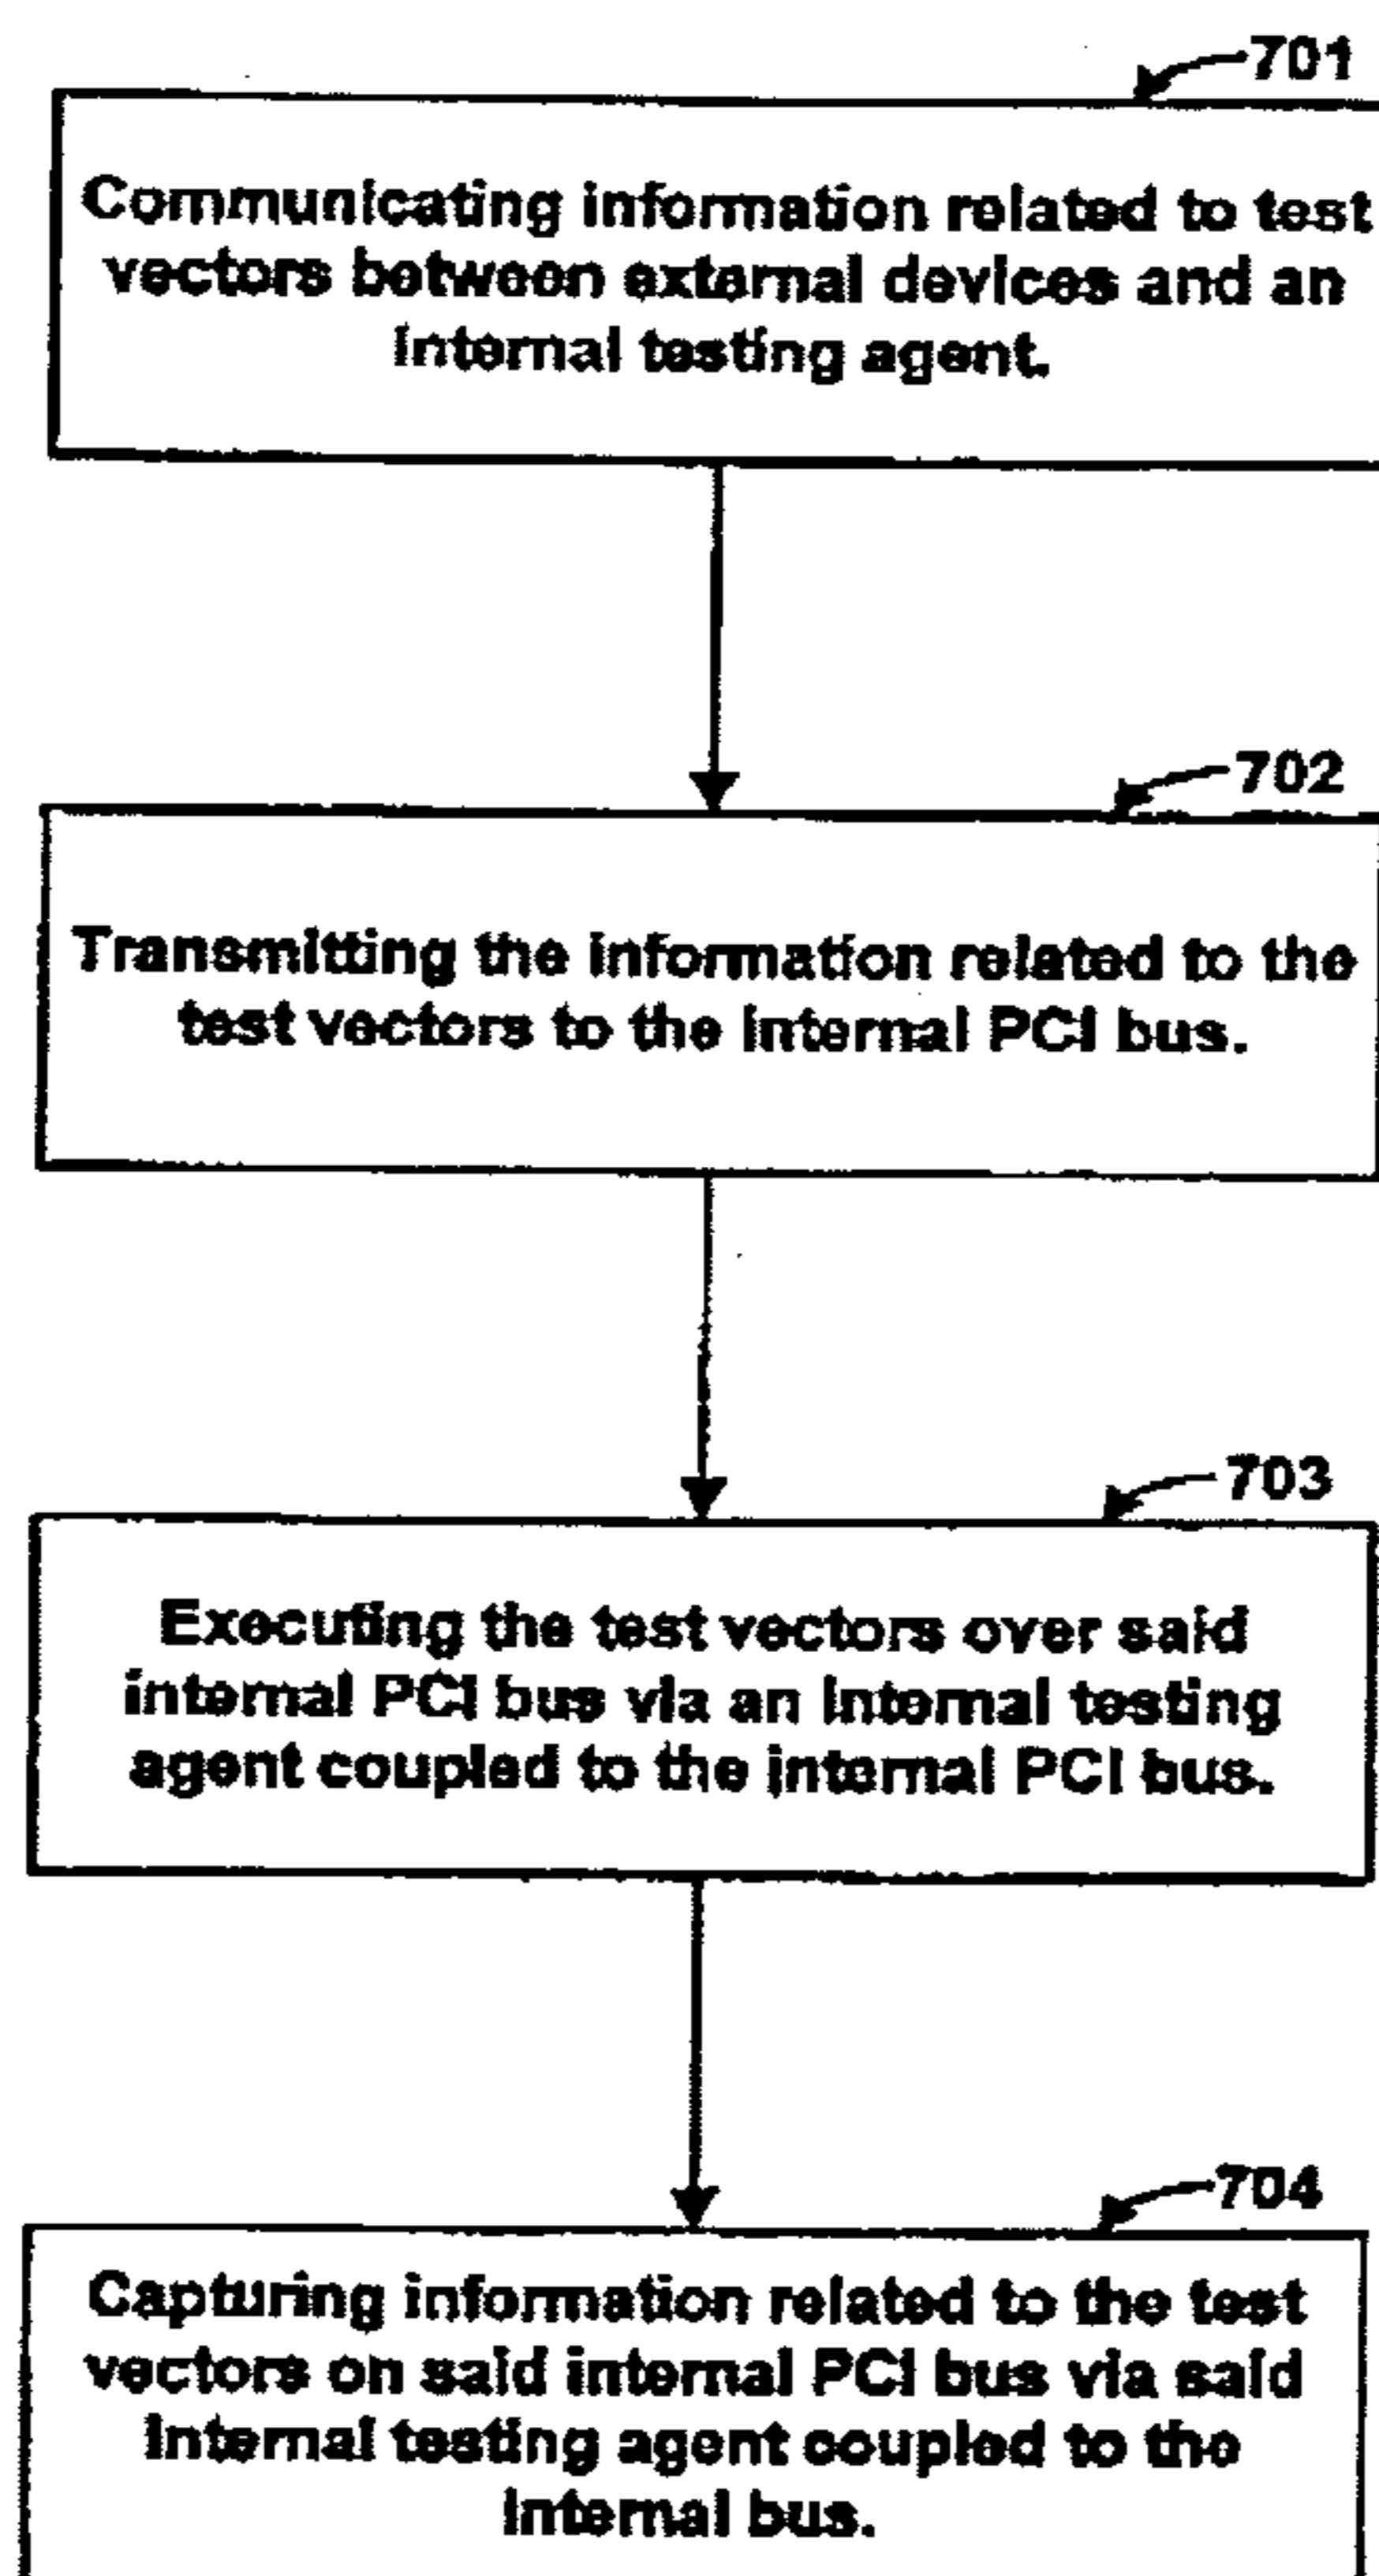 701
Communicating information related to test
vectors between external devices and an
internal testing agent.
702
Transmitting the information related to the
test vectors to the internal PCI bus.
703
Executing the test vectors over said
internal PCI bus via an internal testing
agent coupled to the internal PCI bus.
704
Capturing information related to the test
vectors on said internal PCI bus via said
internal testing agent coupled to the
internal bus.